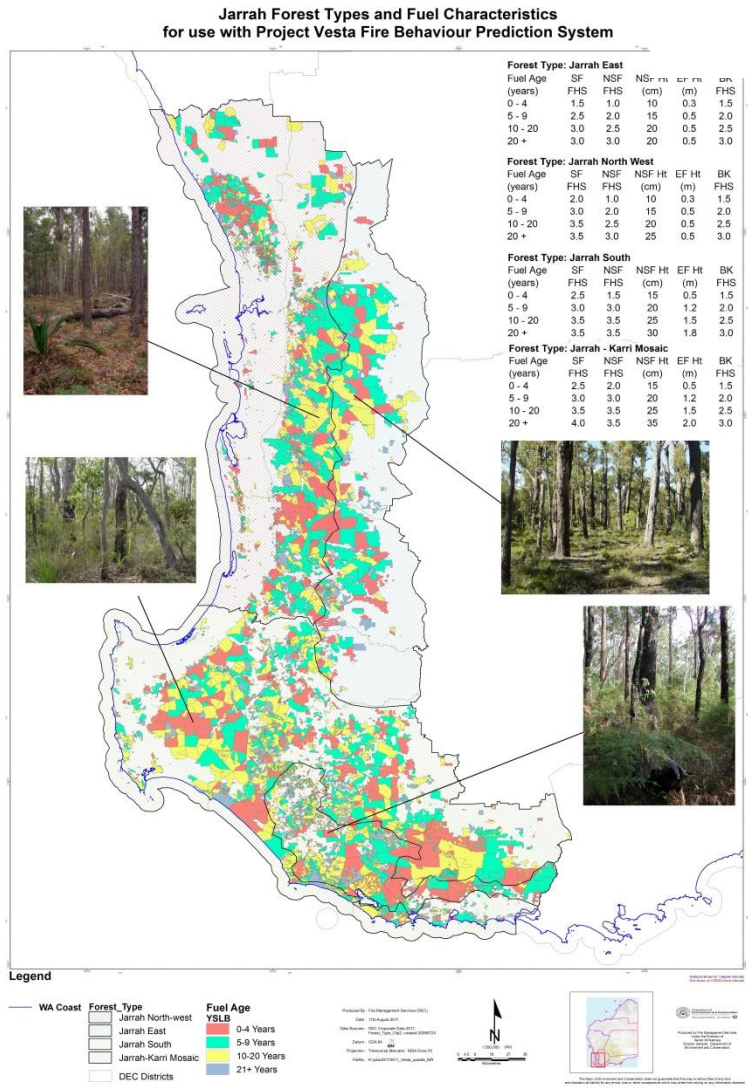 Jarrah Forest Types and Fuel Characteristics
for use with Project Vesta Fire Behaviour Prediction System
Forest Type: Jarrah East
Fuel Age SF NSF NSF Ht EF Ht BK
(years) FHS FHS (cm) (m) FHS
0 - 4 1.5 1.0 10 0.3 1.5
5 - 9 2.5 2.0 15 0.5 2.0
10 - 20 3.0 2.5 20 0.5 2.5
20 + 3.0 3.0 20 0.5 3.0
Forest Type: Jarrah North West
Fuel Age SF NSF NSF Ht EF Ht BK
(years) FHS FHS (cm) (m) FHS
0 - 4 2.0 1.0 10 0.3 1.5
5 - 9 3.0 2.0 15 0.5 2.0
10 - 20 3.5 2.5 20 0.5 2.5
20 + 3.5 3.0 25 0.5 3.0
Forest Type: Jarrah South
Fuel Age SF NSF NSF Ht EF Ht BK
(years) FHS FHS (cm) (m) FHS
0 - 4 2.5 1.5 15 0.5 1.5
5 - 9 3.0 3.0 20 1.2 2.0
10 - 20 3.5 3.5 25 1.5 2.5
20 + 3.5 3.5 30 1.8 3.0
Forest Type: Jarrah - Karri Mosaic
Fuel Age SF NSF NSF Ht EF Ht BK
(years) FHS FHS (cm) (m) FHS
0 - 4 2.5 2.0 15 0.5 1.5
5 - 9 3.0 3.0 20 1.2 2.0
10 - 20 3.5 3.5 25 1.5 2.5
20 + 4.0 3.5 35 2.0 3.0
Legend
WA Coast
Forest_Type
Jarrah North-west
Jarrah East
Jarrah South
Jarrah-Karri Mosaic
DEC Districts
Fuel Age
YSLB
0-4 Years
5-9 Years
10-20 Years
21+ Years
Produced By: Fire Management Services (DEC)
Date: 11th August 2011
N